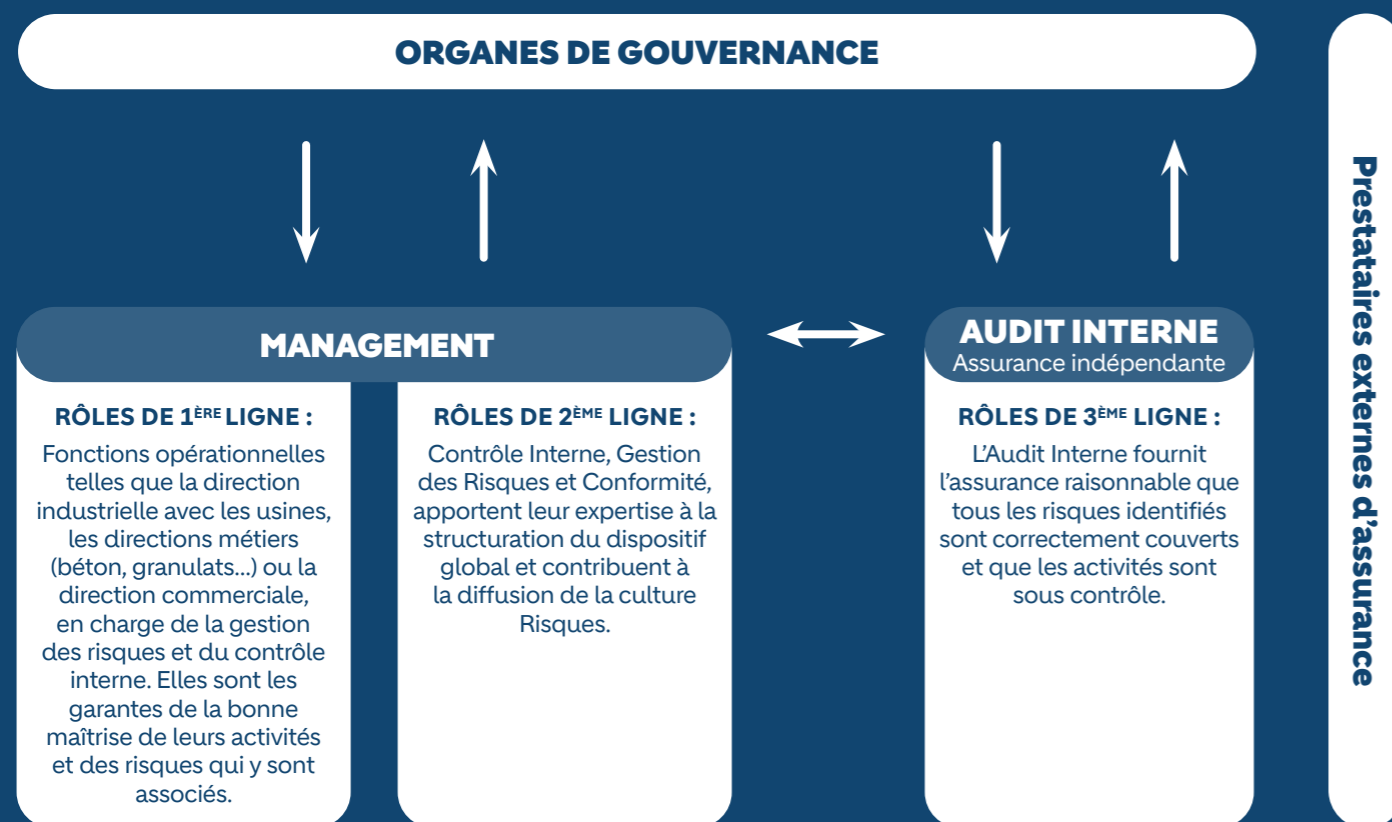 ORGANES DE GOUVERNANCE
MANAGEMENT
RÔLES DE 1ÈRE LIGNE :
Fonctions opérationnelles
telles que la direction
industrielle avec les usines,
les directions métiers
(béton, granulats...) ou la
direction commerciale,
en charge de la gestion
des risques et du contrôle
interne. Elles sont les
garantes de la bonne
maîtrise de leurs activités
et des risques qui y sont
associés.
RÔLES DE 2ÈME LIGNE :
Contrôle Interne, Gestion
des Risques et Conformité,
apportent leur expertise à la
structuration du dispositif
global et contribuent à
la diffusion de la culture
Risques.
AUDIT INTERNE
Assurance indépendante
RÔLES DE 3ÈME LIGNE :
L’Audit Interne fournit
l’assurance raisonnable que
tous les risques identifiés
sont correctement couverts
et que les activités sont
sous contrôle.
Prestataires externes d’assurance